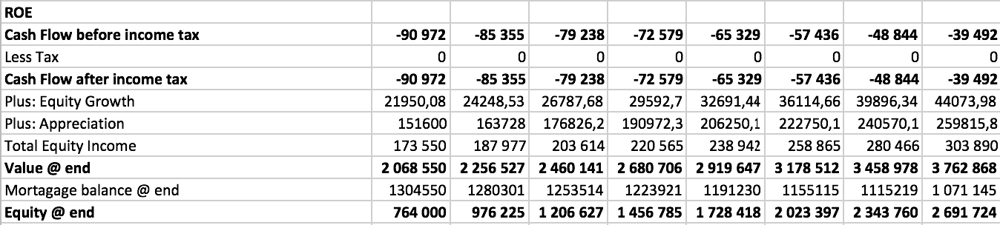 ROE
Cash Flow before income tax -90 972 -85 355 -79 238 -72 579 -65 329 -57 436 -48 844 -39 492
Less Tax 0 0 0 0 0 0 0 0
Cash Flow after income tax -90 972 -85 355 -79 238 -72 579 -65 329 -57 436 -48 844 -39 492
Plus: Equity Growth 21950,08 24248,53 26787,68 29592,7 32691,44 36114,66 39896,34 44073,98
Plus: Appreciation 151600 163728 176826,2 190972,3 206250,1 222750,1 240570,1 259815,8
Total Equity Income 173 550 187 977 203 614 220 565 238 942 258 865 280 466 303 890
Value @ end 2 068 550 2 256 527 2 460 141 2 680 706 2 919 647 3 178 512 3 458 978 3 762 868
Mortagage balance @ end 1304550 1280301 1253514 1223921 1191230 1155115 1115219 1 071 145
Equity @ end 764 000 976 225 1 206 627 1 456 785 1 728 418 2 023 397 2 343 760 2 691 724